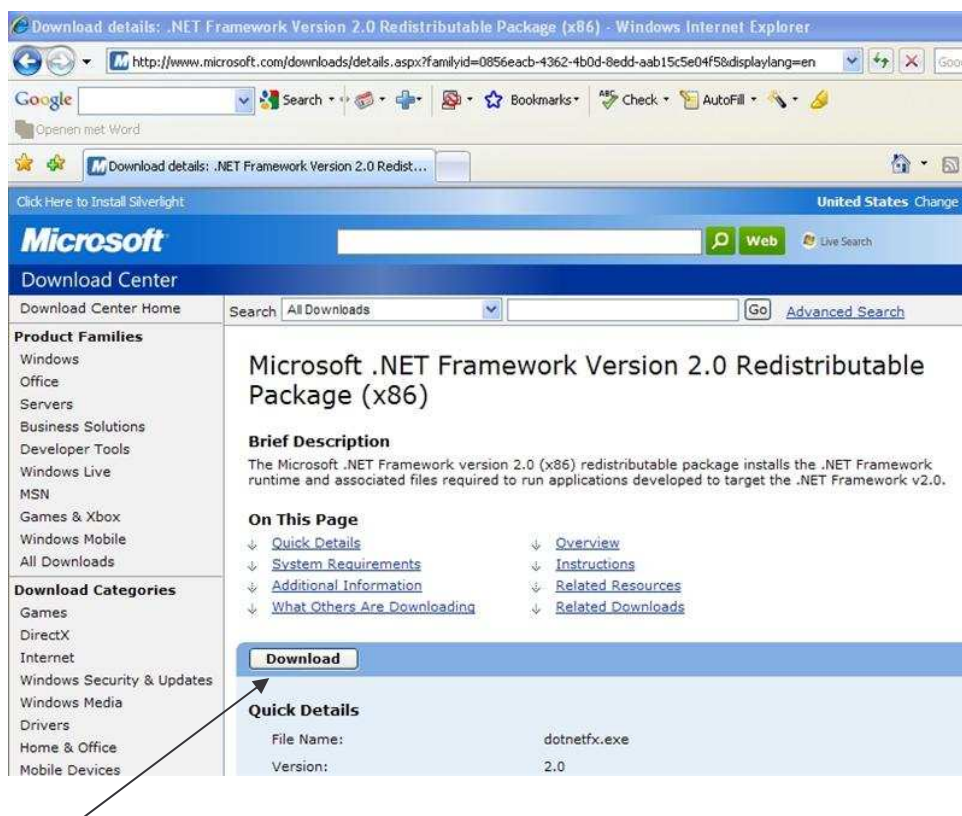 Download details: .NET Framework Version 2.0 Redistributable Package (x86) - Windows Internet Explorer
http://www.microsoft.com/downloads/details.aspx?familyid=0856eacb-4362-4b0d-8edd-aab15c5e04f5&displaylang=en
Google Search Bookmarks Check AutoFill
Openen met Word
Download details: .NET Framework Version 2.0 Redist...
Click Here to Install Silverlight United States Change
Microsoft Web Live Search
Download Center
Download Center Home
Search All Downloads Go Advanced Search
Product Families
Windows
Office
Servers
Business Solutions
Developer Tools
Windows Live
MSN
Games & Xbox
Windows Mobile
All Downloads
Download Categories
Games
DirectX
Internet
Windows Security & Updates
Windows Media
Drivers
Home & Office
Mobile Devices
Microsoft .NET Framework Version 2.0 Redistributable
Package (x86)
Brief Description
The Microsoft .NET Framework version 2.0 (x86) redistributable package installs the .NET Framework
runtime and associated files required to run applications developed to target the .NET Framework v2.0.
On This Page
Quick Details Overview
System Requirements Instructions
Additional Information Related Resources
What Others Are Downloading Related Downloads
Download
Quick Details
File Name: dotnetfx.exe
Version: 2.0